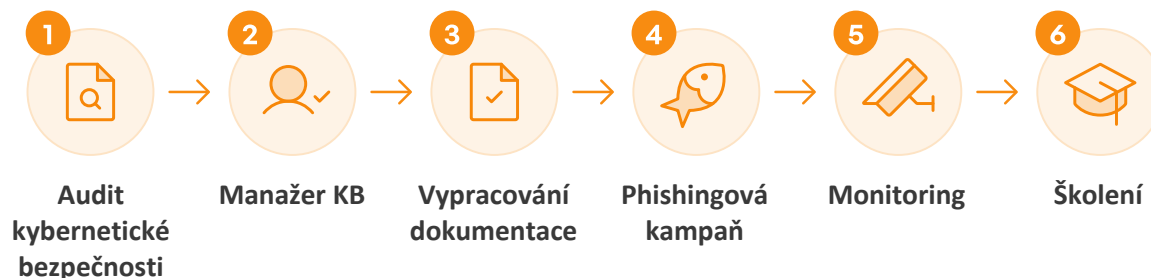 1
Audit
kybernetické
bezpečnosti
2
Manažer KB
3
Vypracování
dokumentace
4
Phishingová
kampaň
5
Monitoring
6
Školení